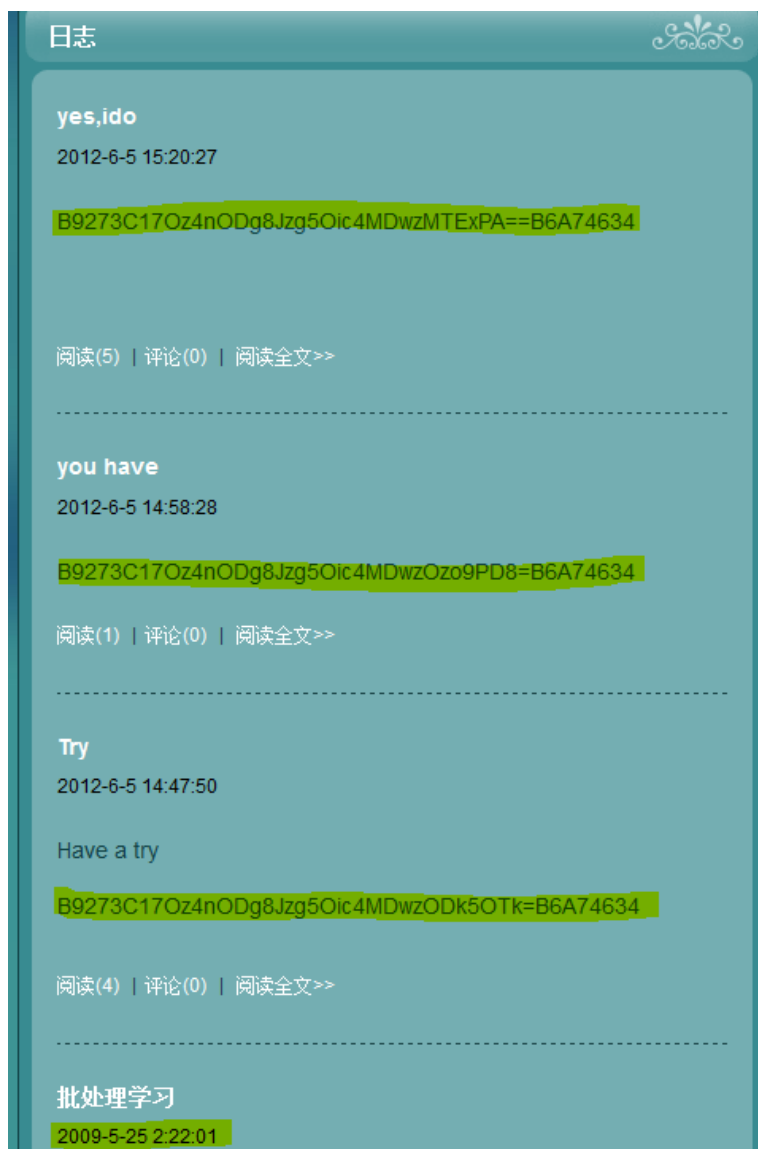 日志
yes,ido
2012-6-5 15:20:27
B9273C17Oz4nODg8Jzg5Oic4MDwzMTExPA==B6A74634
阅读(5) | 评论(0) | 阅读全文>>
you have
2012-6-5 14:58:28
B9273C17Oz4nODg8Jzg5Oic4MDwzOzo9PD8=B6A74634
阅读(1) | 评论(0) | 阅读全文>>
Try
2012-6-5 14:47:50
Have a try
B9273C17Oz4nODg8Jzg5Oic4MDwzODk5OTk=B6A74634
阅读(4) | 评论(0) | 阅读全文>>
批处理学习
2009-5-25 2:22:01